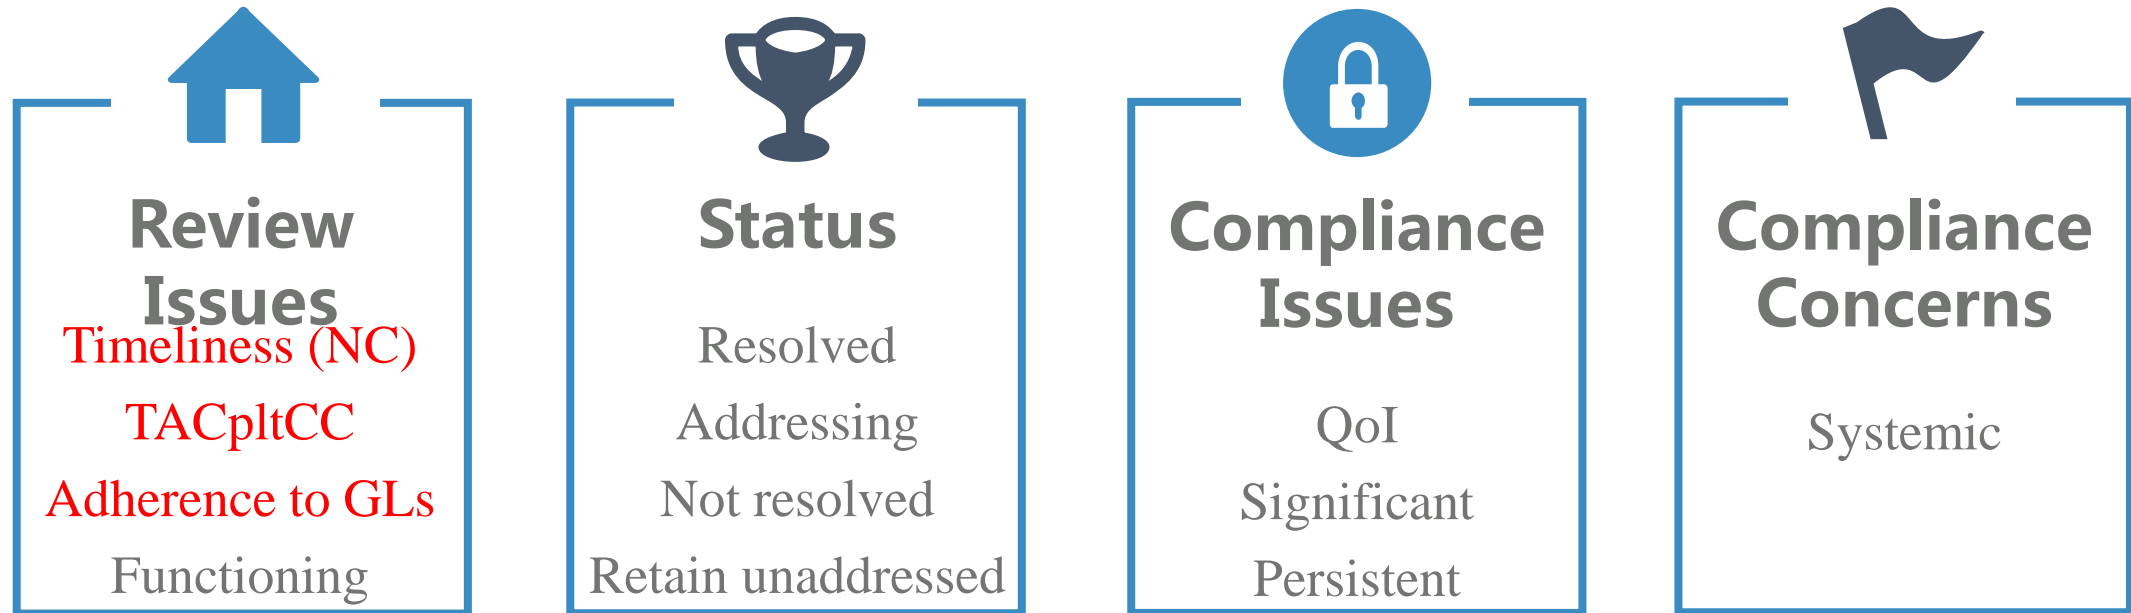 Review
Issues
Timeliness (NC)
TACpltCC
Adherence to GLs
Functioning
Status
Resolved
Addressing
Not resolved
Retain unaddressed
Compliance
Issues
QoI
Significant
Persistent
Compliance
Concerns
Systemic